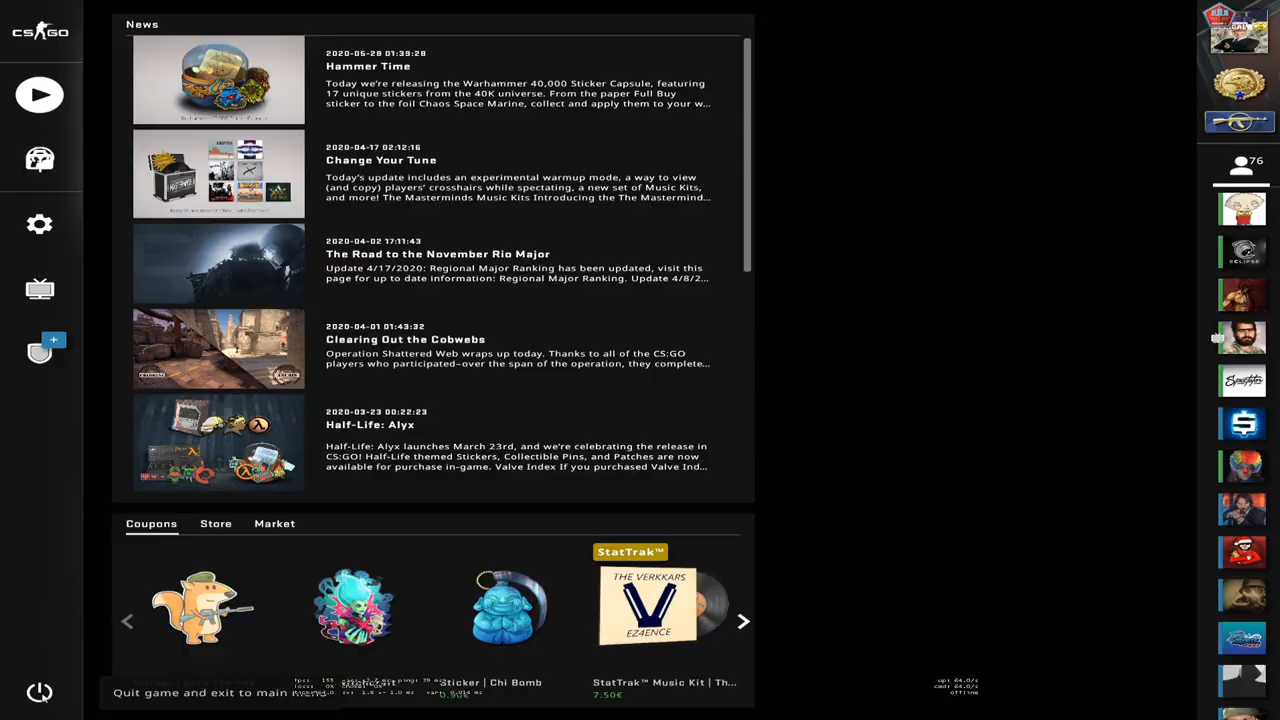 CS GO
News
2020-05-28 01:39:28
Hammer Time
Today we're releasing the Warhammer 40,000 Sticker Capsule, featuring
17 unique stickers from the 40K universe. From the paper Full Buy
sticker to the foil Chaos Space Marine, collect and apply them to your w...
2020-04-17 02:12:16
Change Your Tune
Today's update includes an experimental warmup mode, a way to view
(and copy) players' crosshairs while spectating, a new set of Music Kits,
and more! The Masterminds Music Kits Introducing the The Mastermind...
2020-04-02 17:11:43
The Road to the November Rio Major
Update 4/17/2020: Regional Major Ranking has been updated, visit this
page for up to date information: Regional Major Ranking. Update 4/8/2...
2020-04-01 01:43:32
Clearing Out the Cobwebs
Operation Shattered Web wraps up today. Thanks to all of the CS:GO
players who participated–over the span of the operation, they complete...
2020-03-23 00:22:23
Half-Life: Alyx
Half-Life: Alyx launches March 23rd, and we're celebrating the release in
CS:GO! Half-Life themed Stickers, Collectible Pins, and Patches are now
available for purchase in-game. Valve Index If you purchased Valve Ind...
Coupons Store Market
StatTrak™
THE VERKKARS
EZ4ENCE
Sticker | Chi Bomb
0.90€
StatTrak™ Music Kit | Th...
7.50€
Quit game and exit to main
up: 64.0/s
cmd: 64.0/s
offline
76
ECLIPSE
Spectator